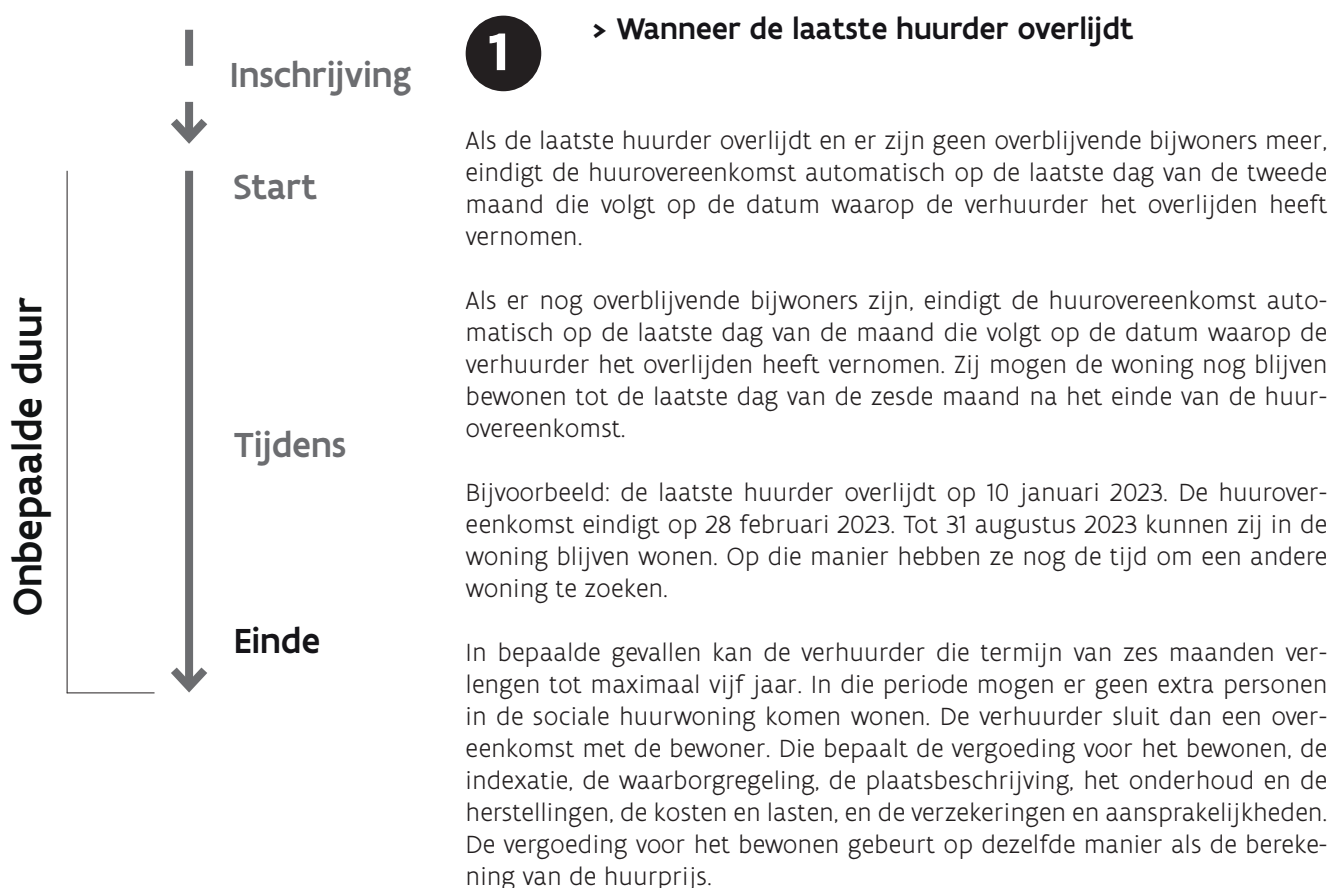 Inschrijving
Start
Tijdens
Einde
Onbepaalde duur
1
> Wanneer de laatste huurder overlijdt
Als de laatste huurder overlijdt en er zijn geen overblijvende bijwoners meer,
eindigt de huurovereenkomst automatisch op de laatste dag van de tweede
maand die volgt op de datum waarop de verhuurder het overlijden heeft
vernomen.
Als er nog overblijvende bijwoners zijn, eindigt de huurovereenkomst auto-
matisch op de laatste dag van de maand die volgt op de datum waarop de
verhuurder het overlijden heeft vernomen. Zij mogen de woning nog blijven
bewonen tot de laatste dag van de zesde maand na het einde van de huur-
overeenkomst.
Bijvoorbeeld: de laatste huurder overlijdt op 10 januari 2023. De huurover-
eenkomst eindigt op 28 februari 2023. Tot 31 augustus 2023 kunnen zij in de
woning blijven wonen. Op die manier hebben ze nog de tijd om een andere
woning te zoeken.
In bepaalde gevallen kan de verhuurder die termijn van zes maanden ver-
lengen tot maximaal vijf jaar. In die periode mogen er geen extra personen
in de sociale huurwoning komen wonen. De verhuurder sluit dan een over-
eenkomst met de bewoner. Die bepaalt de vergoeding voor het bewonen, de
indexatie, de waarborgregeling, de plaatsbeschrijving, het onderhoud en de
herstellingen, de kosten en lasten, en de verzekeringen en aansprakelijkheden.
De vergoeding voor het bewonen gebeurt op dezelfde manier als de bereke-
ning van de huurprijs.